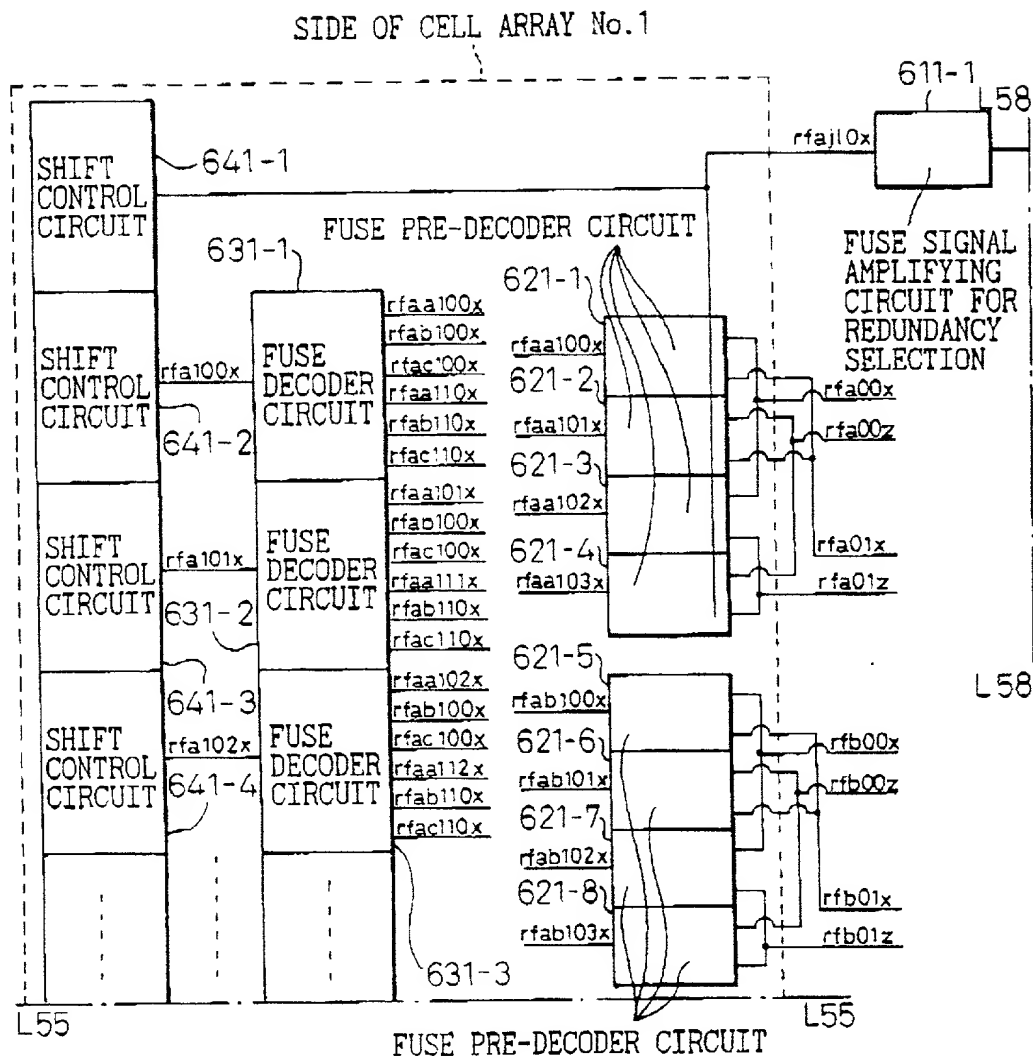 SIDE OF CELL ARRAY No.1
611-1
L58
rfaj10x
SHIFT
CONTROL
CIRCUIT
641-1
FUSE PRE-DECODER CIRCUIT
FUSE SIGNAL
AMPLIFYING
CIRCUIT FOR
REDUNDANCY
SELECTION
631-1
621-1
SHIFT
CONTROL
CIRCUIT
rfa100x
641-2
FUSE
DECODER
CIRCUIT
rfaa100x
rfab100x
rfac100x
rfaa110x
rfab110x
rfac110x
rfaa100x
621-2
rfaa101x
621-3
rfaa102x
621-4
rfaa103x
rfa00x
rfa00z
rfa01x
rfa01z
SHIFT
CONTROL
CIRCUIT
rfa101x
631-2
641-3
FUSE
DECODER
CIRCUIT
rfaa101x
rfab100x
rfac100x
rfaa111x
rfab110x
rfac110x
L58
SHIFT
CONTROL
CIRCUIT
rfa102x
641-4
FUSE
DECODER
CIRCUIT
rfaa102x
rfab100x
rfac100x
rfaa112x
rfab110x
rfac110x
631-3
621-5
rfab100x
621-6
rfab101x
621-7
rfab102x
621-8
rfab103x
rfb00x
rfb00z
rfb01x
rfb01z
L55
L55
FUSE PRE-DECODER CIRCUIT